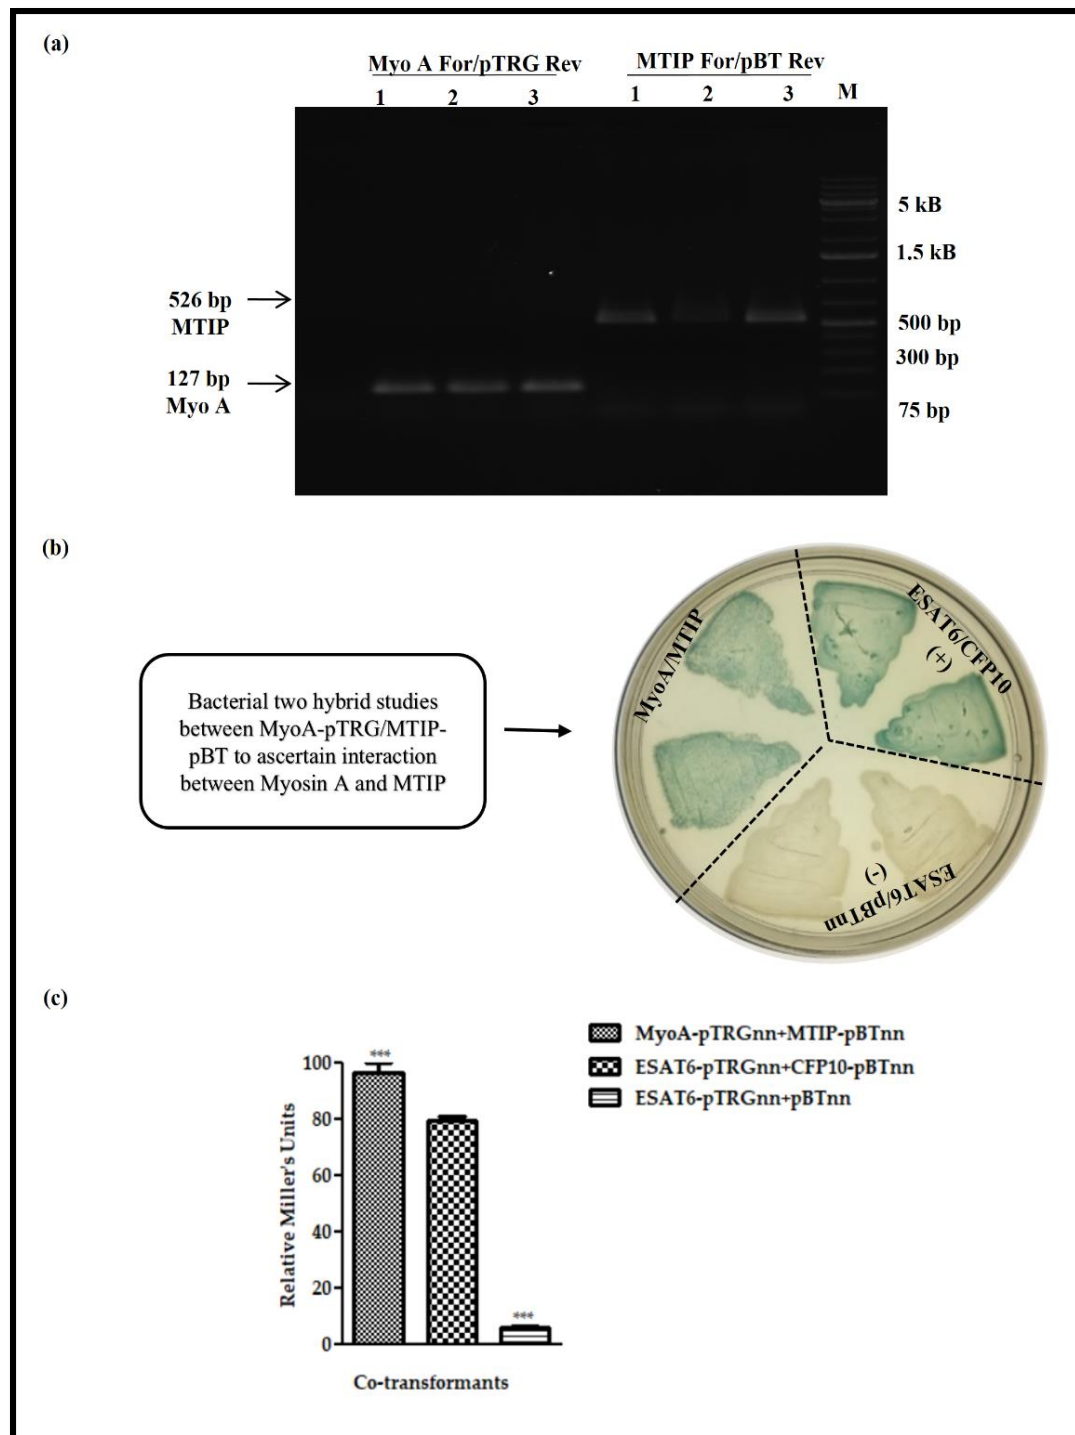 (a)
Myo A For/pTRG Rev
MTIP For/pBT Rev
1 2 3 1 2 3 M
5 kB
1.5 kB
526 bp
MTIP
500 bp
300 bp
127 bp
Myo A
75 bp
(b)
Bacterial two hybrid studies
between MyoA-pTRG/MTIP-
pBT to ascertain interaction
between Myosin A and MTIP
MyoA/MTIP
ESAT6/CFP10
(+)
(-)
ESAT6/pBTnn
(c)
MyoA-pTRGnn+MTIP-pBTnn
ESAT6-pTRGnn+CFP10-pBTnn
ESAT6-pTRGnn+pBTnn
Relative Miller's Units
100
80
60
40
20
0
***
***
Co-transformants